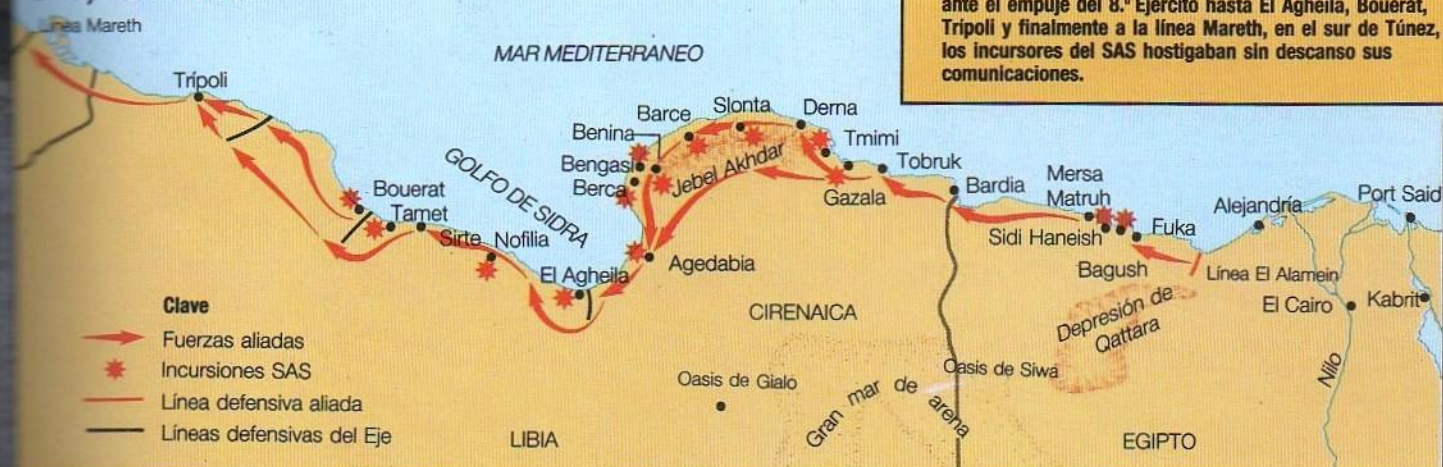 ante el empuje del 8.º Ejército hasta El Agheila, Bouerat,
Trípoli y finalmente a la línea Mareth, en el sur de Túnez,
los incursores del SAS hostigaban sin descanso sus
comunicaciones.
Línea Mareth
MAR MEDITERRANEO
Trípoli
Barce
Slonta
Derna
Benina
Tmimi
Bengasi
Jebel Akhdar
Tobruk
Berca
Gazala
Bardia
Mersa
Matruh
GOLFO DE SIDRA
Bouerat
Tamet
Sirte
Nofilia
Sidi Haneish
Fuka
Alejandría
Port Said
El Agheila
Agedabia
Bagush
Línea El Alamein
CIRENAICA
Depresión de
Qattara
El Cairo
Kabrit
Clave
Fuerzas aliadas
Incursiones SAS
Línea defensiva aliada
Líneas defensivas del Eje
Oasis de Gialo
Oasis de Siwa
Gran mar de arena
Nilo
LIBIA
EGIPTO